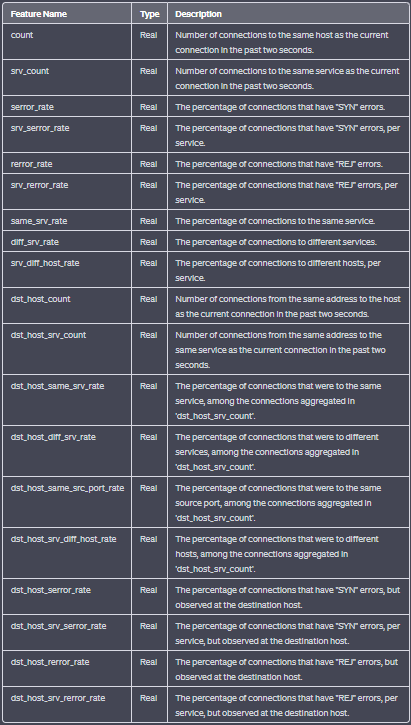 Feature Name Type Description
count Real Number of connections to the same host as the current
connection in the past two seconds.
srv_count Real Number of connections to the same service as the current
connection in the past two seconds.
serror_rate Real The percentage of connections that have "SYN" errors.
srv_serror_rate Real The percentage of connections that have "SYN" errors, per
service.
rerror_rate Real The percentage of connections that have "REJ" errors.
srv_rerror_rate Real The percentage of connections that have "REJ" errors, per
service.
same_srv_rate Real The percentage of connections to the same service.
diff_srv_rate Real The percentage of connections to different services.
srv_diff_host_rate Real The percentage of connections to different hosts, per
service.
dst_host_count Real Number of connections from the same address to the host
as the current connection in the past two seconds.
dst_host_srv_count Real Number of connections from the same address to the
same service as the current connection in the past two
seconds.
dst_host_same_srv_rate Real The percentage of connections that were to the same
service, among the connections aggregated in
'dst_host_srv_count'.
dst_host_diff_srv_rate Real The percentage of connections that were to different
services, among the connections aggregated in
'dst_host_srv_count'.
dst_host_same_src_port_rate Real The percentage of connections that were to the same
source port, among the connections aggregated in
'dst_host_srv_count'.
dst_host_srv_diff_host_rate Real The percentage of connections that were to different
hosts, among the connections aggregated in
'dst_host_srv_count'.
dst_host_serror_rate Real The percentage of connections that have "SYN" errors, but
observed at the destination host.
dst_host_srv_serror_rate Real The percentage of connections that have "SYN" errors, per
service, but observed at the destination host.
dst_host_rerror_rate Real The percentage of connections that have "REJ" errors, but
observed at the destination host.
dst_host_srv_rerror_rate Real The percentage of connections that have "REJ" errors, per
service, but observed at the destination host.